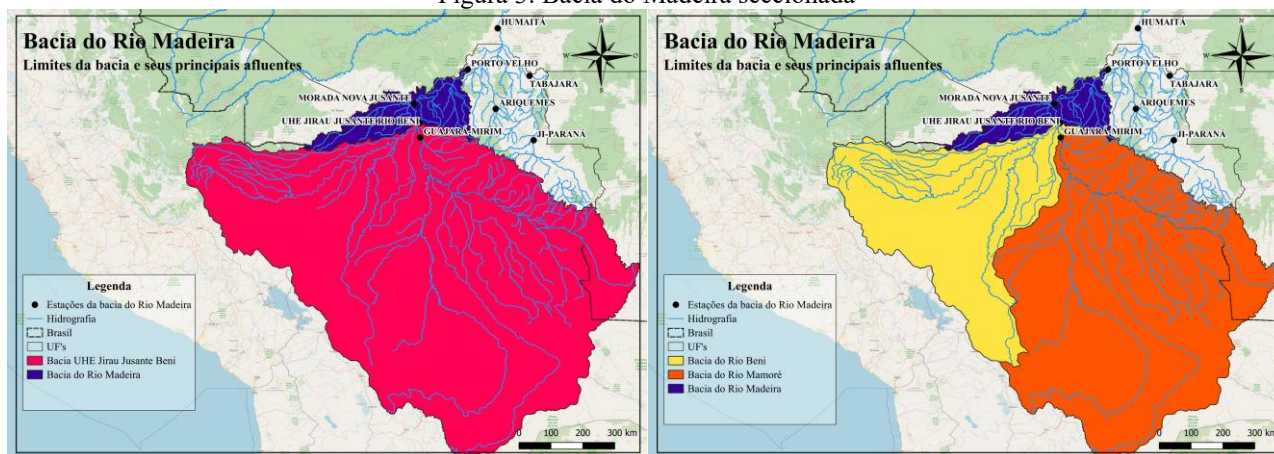 Figura 3: Bacia do Madeira seccionada
Bacia do Rio Madeira
Limites da bacia e seus principais afluentes
HUMAITÁ
N
W
O
S
PORTO VELHO
TABAJARA
MORADA NOVA JUSANTE
ARIQUEMES
UHE JIRAU JUSANTE RIO BENI
GUAJARÁ-MIRIM
JI-PARANÁ
Legenda
Estações da bacia do Rio Madeira
Hidrografia
Brasil
UF's
Bacia UHE Jirau Jusante Beni
Bacia do Rio Madeira
0 100 200 300 km
Bacia do Rio Madeira
Limites da bacia e seus principais afluentes
HUMAITÁ
N
W
O
S
PORTO VELHO
TABAJARA
MORADA NOVA JUSANTE
ARIQUEMES
UHE JIRAU JUSANTE RIO BENI
GUAJARÁ-MIRIM
JI-PARANÁ
Legenda
Estações da bacia do Rio Madeira
Hidrografia
Brasil
UF's
Bacia do Rio Beni
Bacia do Rio Mamoré
Bacia do Rio Madeira
0 100 200 300 km